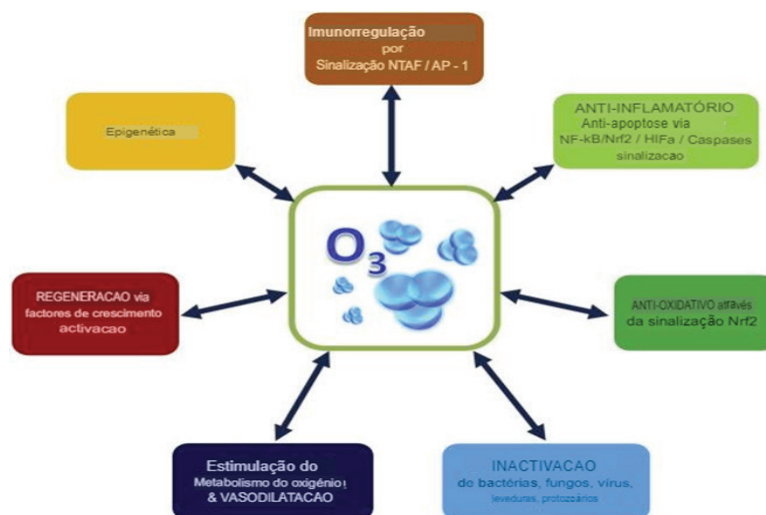 Imunorregulação
por
Sinalização NTAF / AP - 1
Epigenética
ANTI-INFLAMATÓRIO
Anti-apoptose via
NF-kB/Nrf2 / HIFa / Caspases
sinalizacao
O3
REGENERACAO via
factores de crescimento
activacao
ANTI-OXIDATIVO através
da sinalização Nrf2
Estimulação do
Metabolismo do oxigénio
& VASODILATACAO
INACTIVACAO
de bactérias, fungos, vírus,
leveduras, protozoários